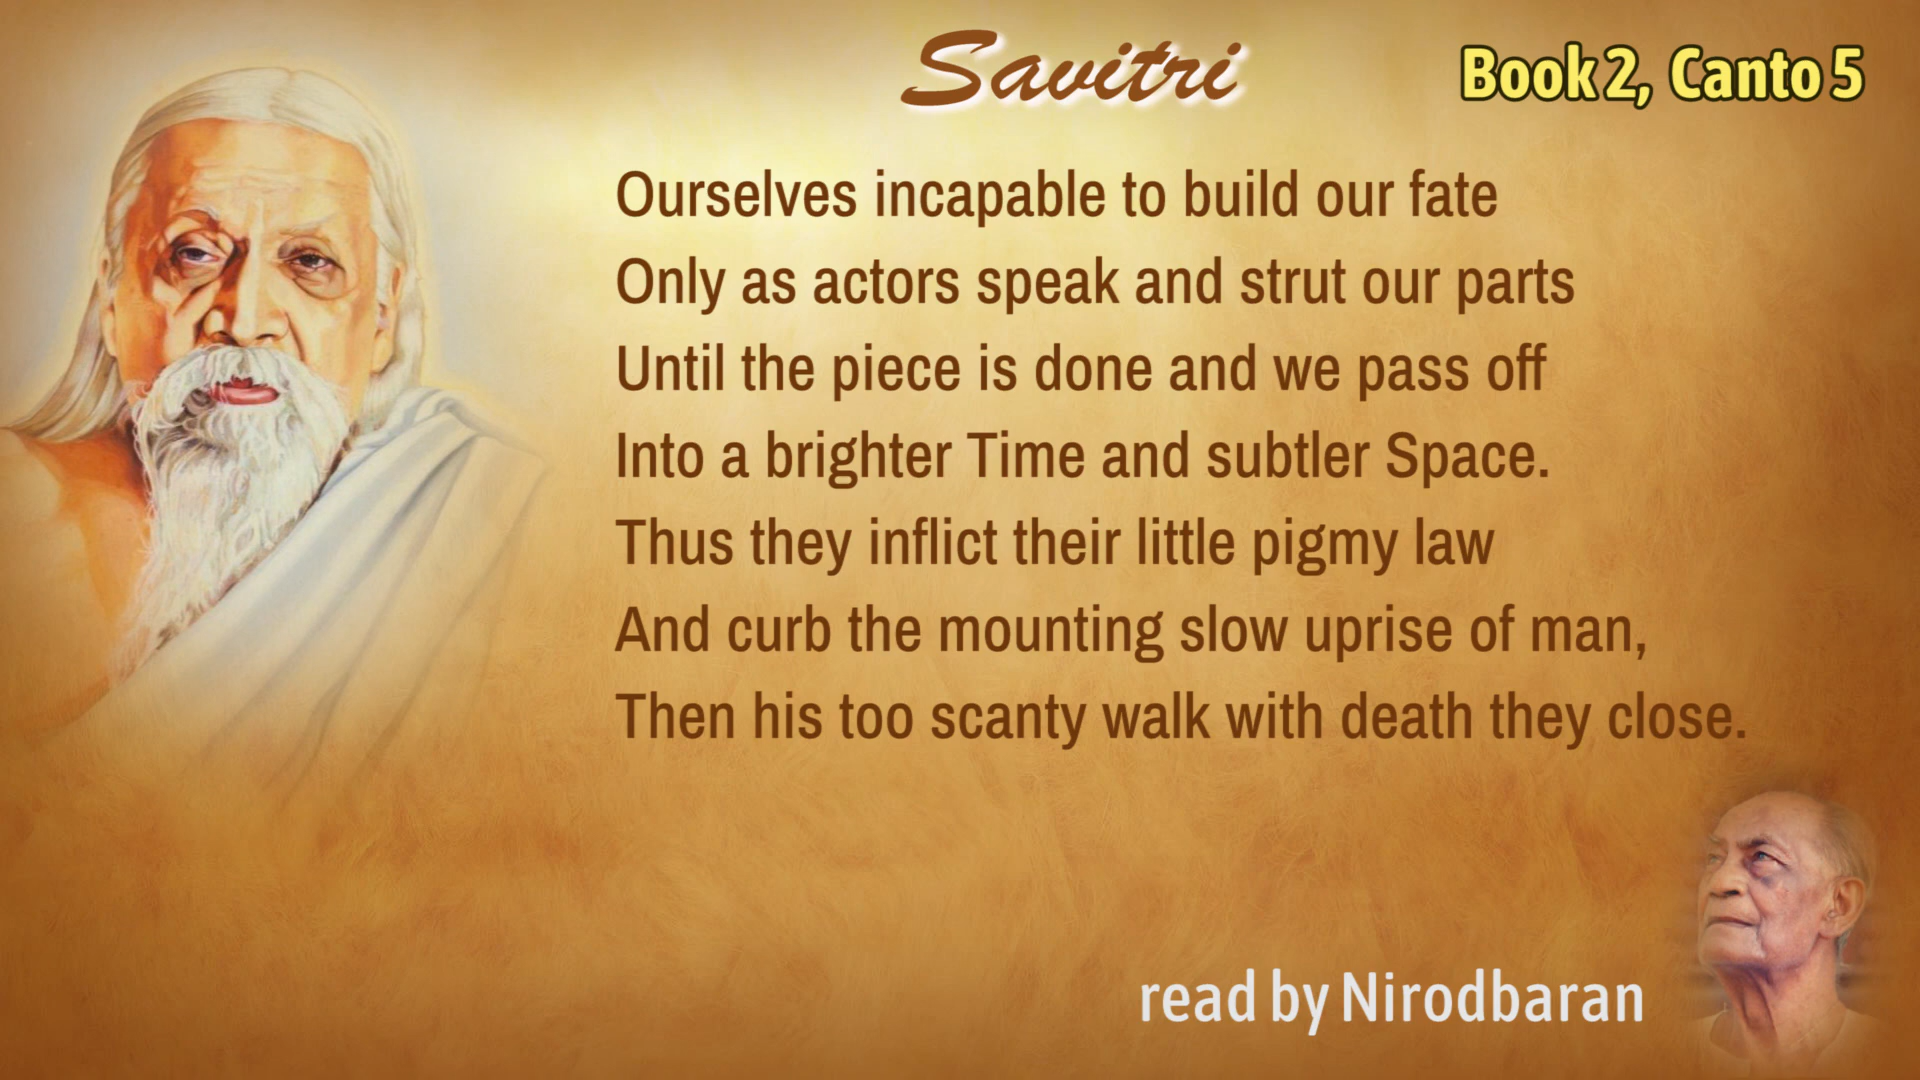 Savitri
Book 2, Canto 5
Ourselves incapable to build our fate
Only as actors speak and strut our parts
Until the piece is done and we pass off
Into a brighter Time and subtler Space.
Thus they inflict their little pigmy law
And curb the mounting slow uprise of man,
Then his too scanty walk with death they close.
read by Nirodbaran